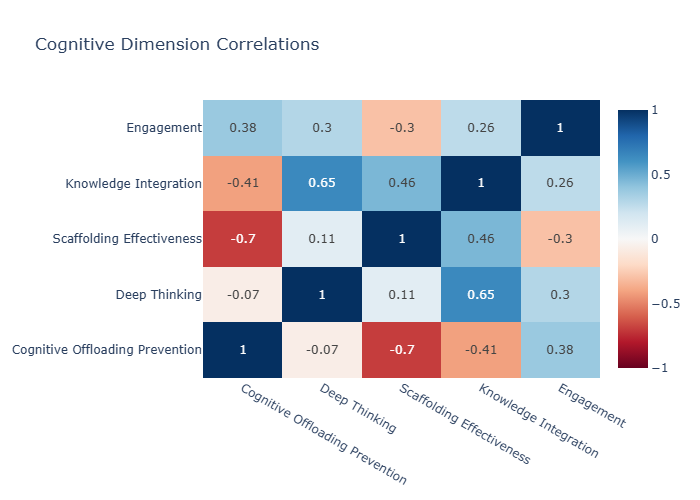 Cognitive Dimension Correlations
Engagement 0.38 0.3 −0.3 0.26 1
Knowledge Integration −0.41 0.65 0.46 1 0.26
Scaffolding Effectiveness −0.7 0.11 1 0.46 −0.3
Deep Thinking −0.07 1 0.11 0.65 0.3
Cognitive Offloading Prevention 1 −0.07 −0.7 −0.41 0.38
Cognitive Offloading Prevention
Deep Thinking
Scaffolding Effectiveness
Knowledge Integration
Engagement
1
0.5
0
−0.5
−1